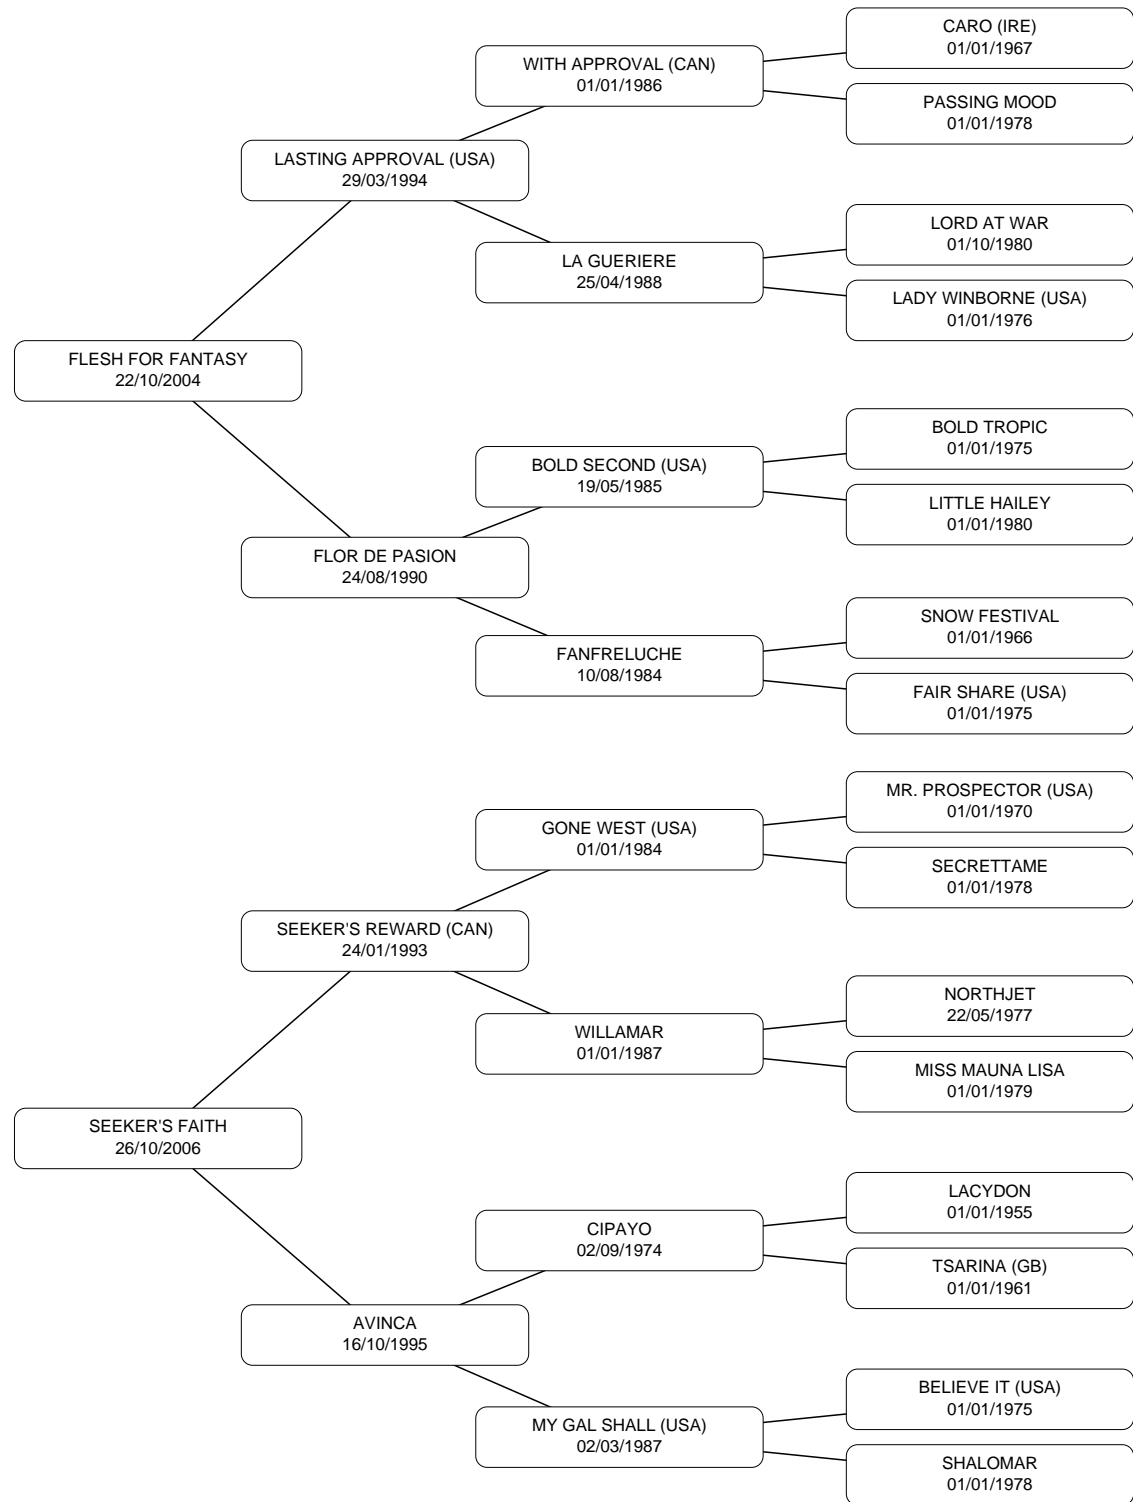 CARO (IRE)
01/01/1967
WITH APPROVAL (CAN)
01/01/1986
PASSING MOOD
01/01/1978
LASTING APPROVAL (USA)
29/03/1994
LORD AT WAR
01/10/1980
LA GUERIERE
25/04/1988
LADY WINBORNE (USA)
01/01/1976
FLESH FOR FANTASY
22/10/2004
BOLD TROPIC
01/01/1975
BOLD SECOND (USA)
19/05/1985
LITTLE HAILEY
01/01/1980
FLOR DE PASION
24/08/1990
SNOW FESTIVAL
01/01/1966
FANFRELUCHE
10/08/1984
FAIR SHARE (USA)
01/01/1975
MR. PROSPECTOR (USA)
01/01/1970
GONE WEST (USA)
01/01/1984
SECRETTAME
01/01/1978
SEEKER'S REWARD (CAN)
24/01/1993
NORTHJET
22/05/1977
WILLAMAR
01/01/1987
MISS MAUNA LISA
01/01/1979
SEEKER'S FAITH
26/10/2006
LACYDON
01/01/1955
CIPAYO
02/09/1974
TSARINA (GB)
01/01/1961
AVINCA
16/10/1995
BELIEVE IT (USA)
01/01/1975
MY GAL SHALL (USA)
02/03/1987
SHALOMAR
01/01/1978